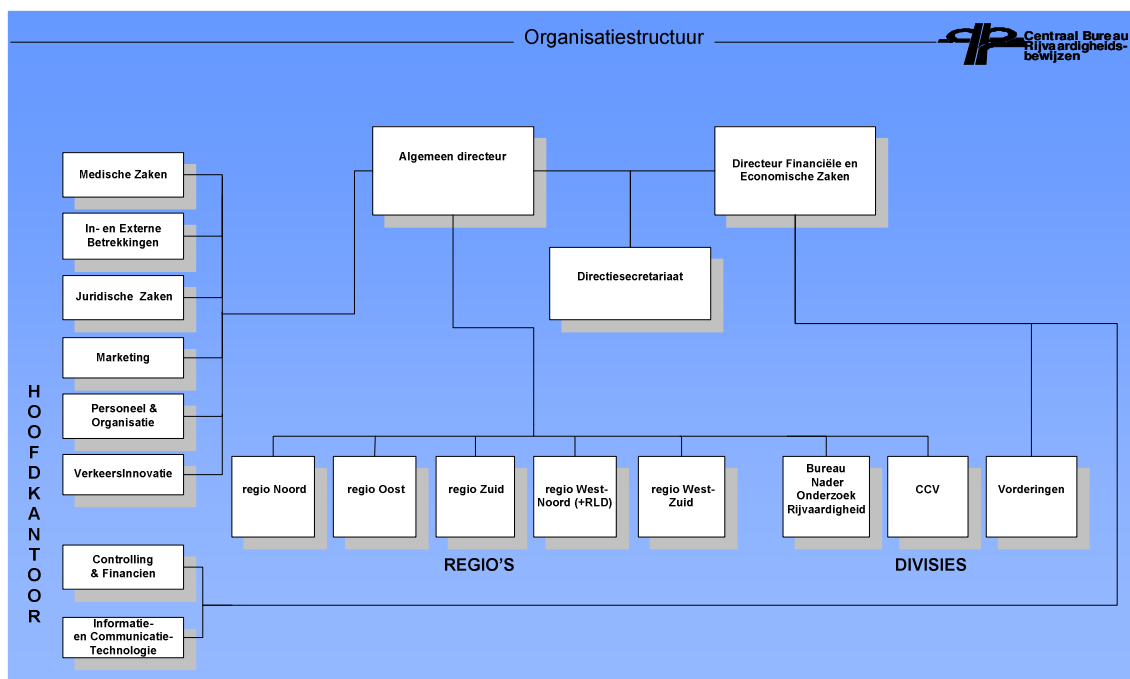 Organisatiestructuur
Centraal Bureau
Rijvaardigheids-
bewijzen
Algemeen directeur
Directeur Financiële en
Economische Zaken
Directiesecretariaat
Medische Zaken
In- en Externe
Betrekkingen
Juridische Zaken
Marketing
Personeel &
Organisatie
VerkeersInnovatie
Controlling
& Financien
Informatie-
en Communicatie-
Technologie
HOOFDKANTOOR
regio Noord
regio Oost
regio Zuid
regio West-
Noord (+RLD)
regio West-
Zuid
Bureau
Nader
Onderzoek
Rijvaardigheid
CCV
Vorderingen
REGIO'S
DIVISIES